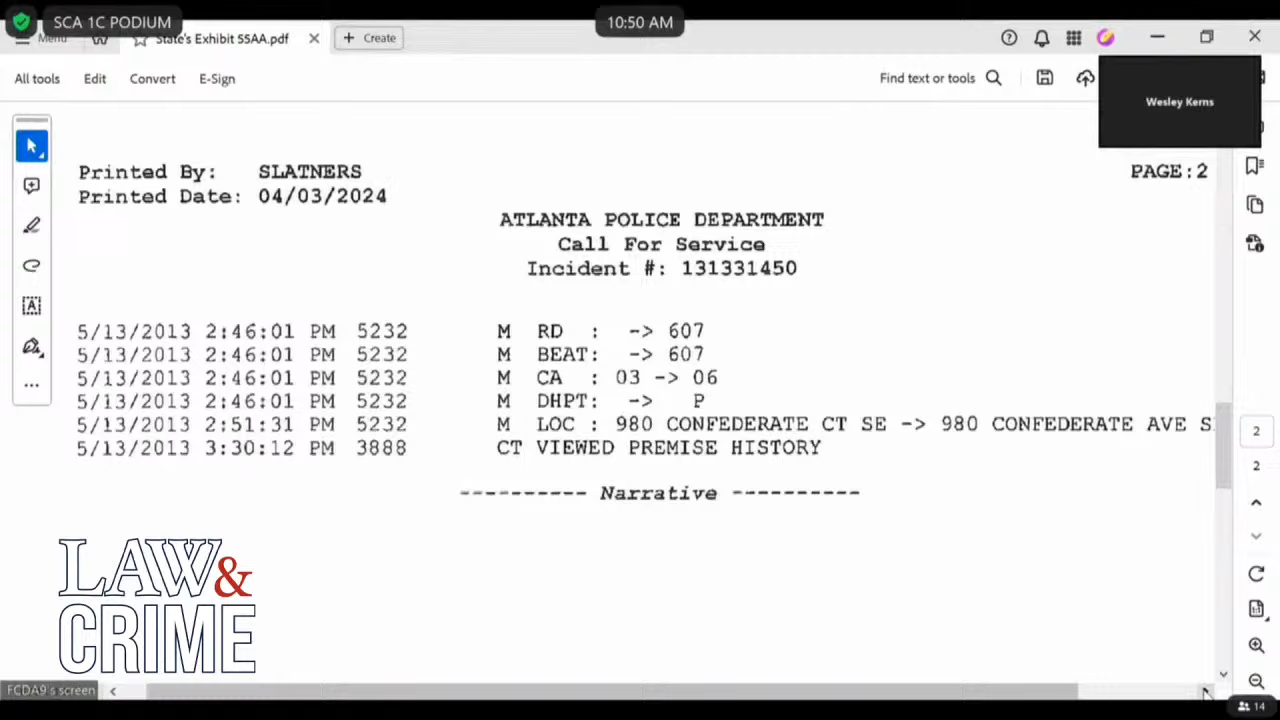 SCA 1C PODIUM
10:50 AM
Menu
State's Exhibit SSAA.pdf
Create
All tools Edit Convert E-Sign
Find text or tools
Wesley Kerns
Printed By: SLATNERS
PAGE:2
Printed Date: 04/03/2024
ATLANTA POLICE DEPARTMENT
Call For Service
Incident #: 131331450
5/13/2013 2:46:01 PM 5232 M RD : -> 607
5/13/2013 2:46:01 PM 5232 M BEAT: -> 607
5/13/2013 2:46:01 PM 5232 M CA : 03 -> 06
5/13/2013 2:46:01 PM 5232 M DHPT: -> P
5/13/2013 2:51:31 PM 5232 M LOC : 980 CONFEDERATE CT SE -> 980 CONFEDERATE AVE S
5/13/2013 3:30:12 PM 3888 CT VIEWED PREMISE HISTORY
---------- Narrative ----------
2
2
LAW&
CRIME
FCDA9's screen
14